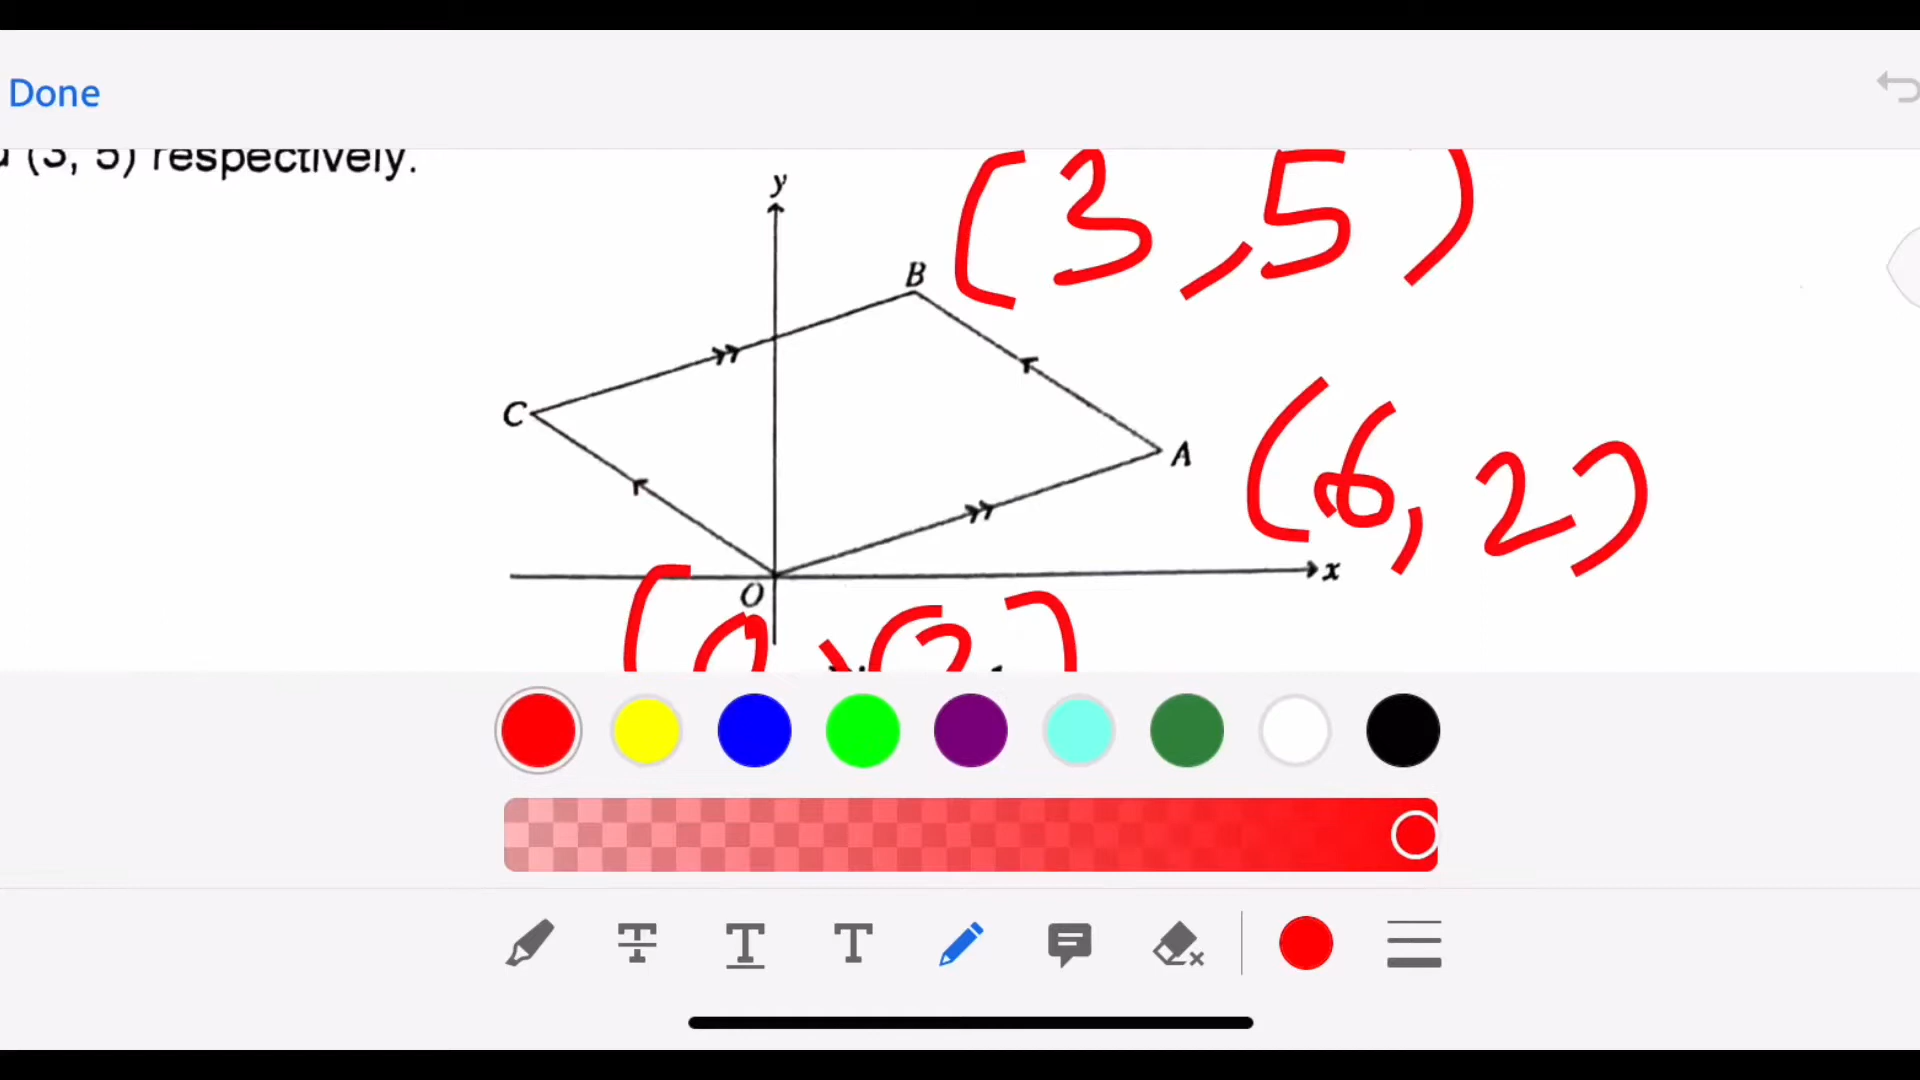 Done
(3, 5) respectively.
y
(3,5)
B
C
A
(6,2)
x
O
T
T
T